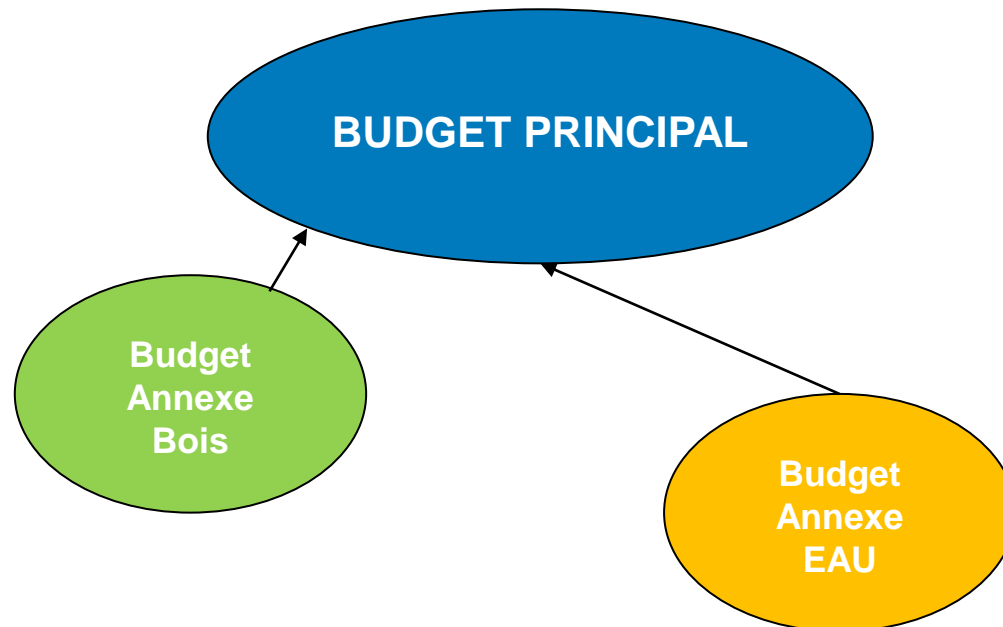 BUDGET PRINCIPAL
Budget
Annexe
Bois
Budget
Annexe
EAU